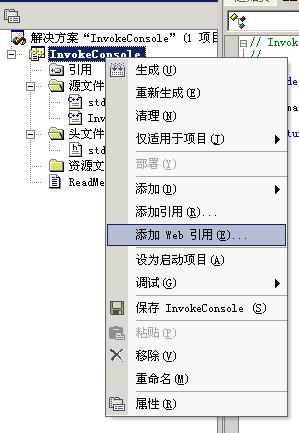 解决方案“InvokeConsole” (1 项目
InvokeConsole
引用
源文件
std
Inv
头文件
std
资源文
ReadMe
// Invok
//
生成(U)
重新生成(E)
清理(N)
仅适用于项目(T)
部署(Y)
添加(D)
添加引用(R)...
添加 Web 引用(E)...
设为启动项目(A)
调试(G)
保存 InvokeConsole (S)
粘贴(P)
移除(V)
重命名(M)
属性(R)